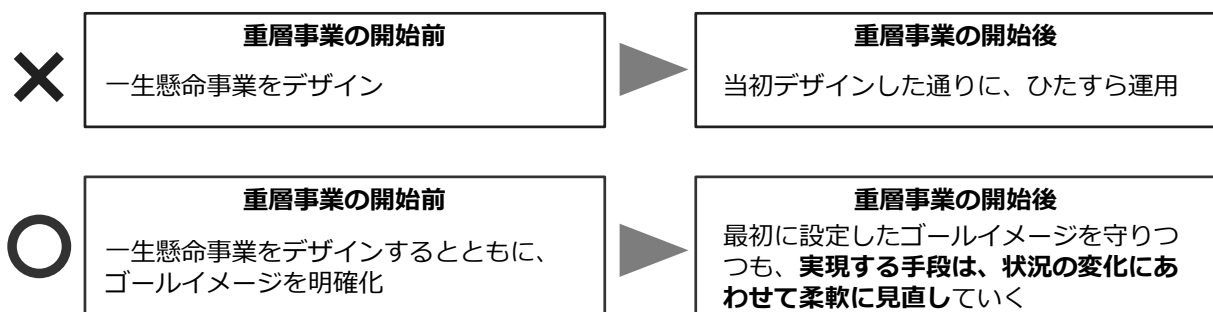 重層事業の開始前
一生懸命事業をデザイン
重層事業の開始後
当初デザインした通りに、ひたすら運用
重層事業の開始前
一生懸命事業をデザインするとともに、
ゴールイメージを明確化
重層事業の開始後
最初に設定したゴールイメージを守りつ
つも、実現する手段は、状況の変化にあ
わせて柔軟に見直していく